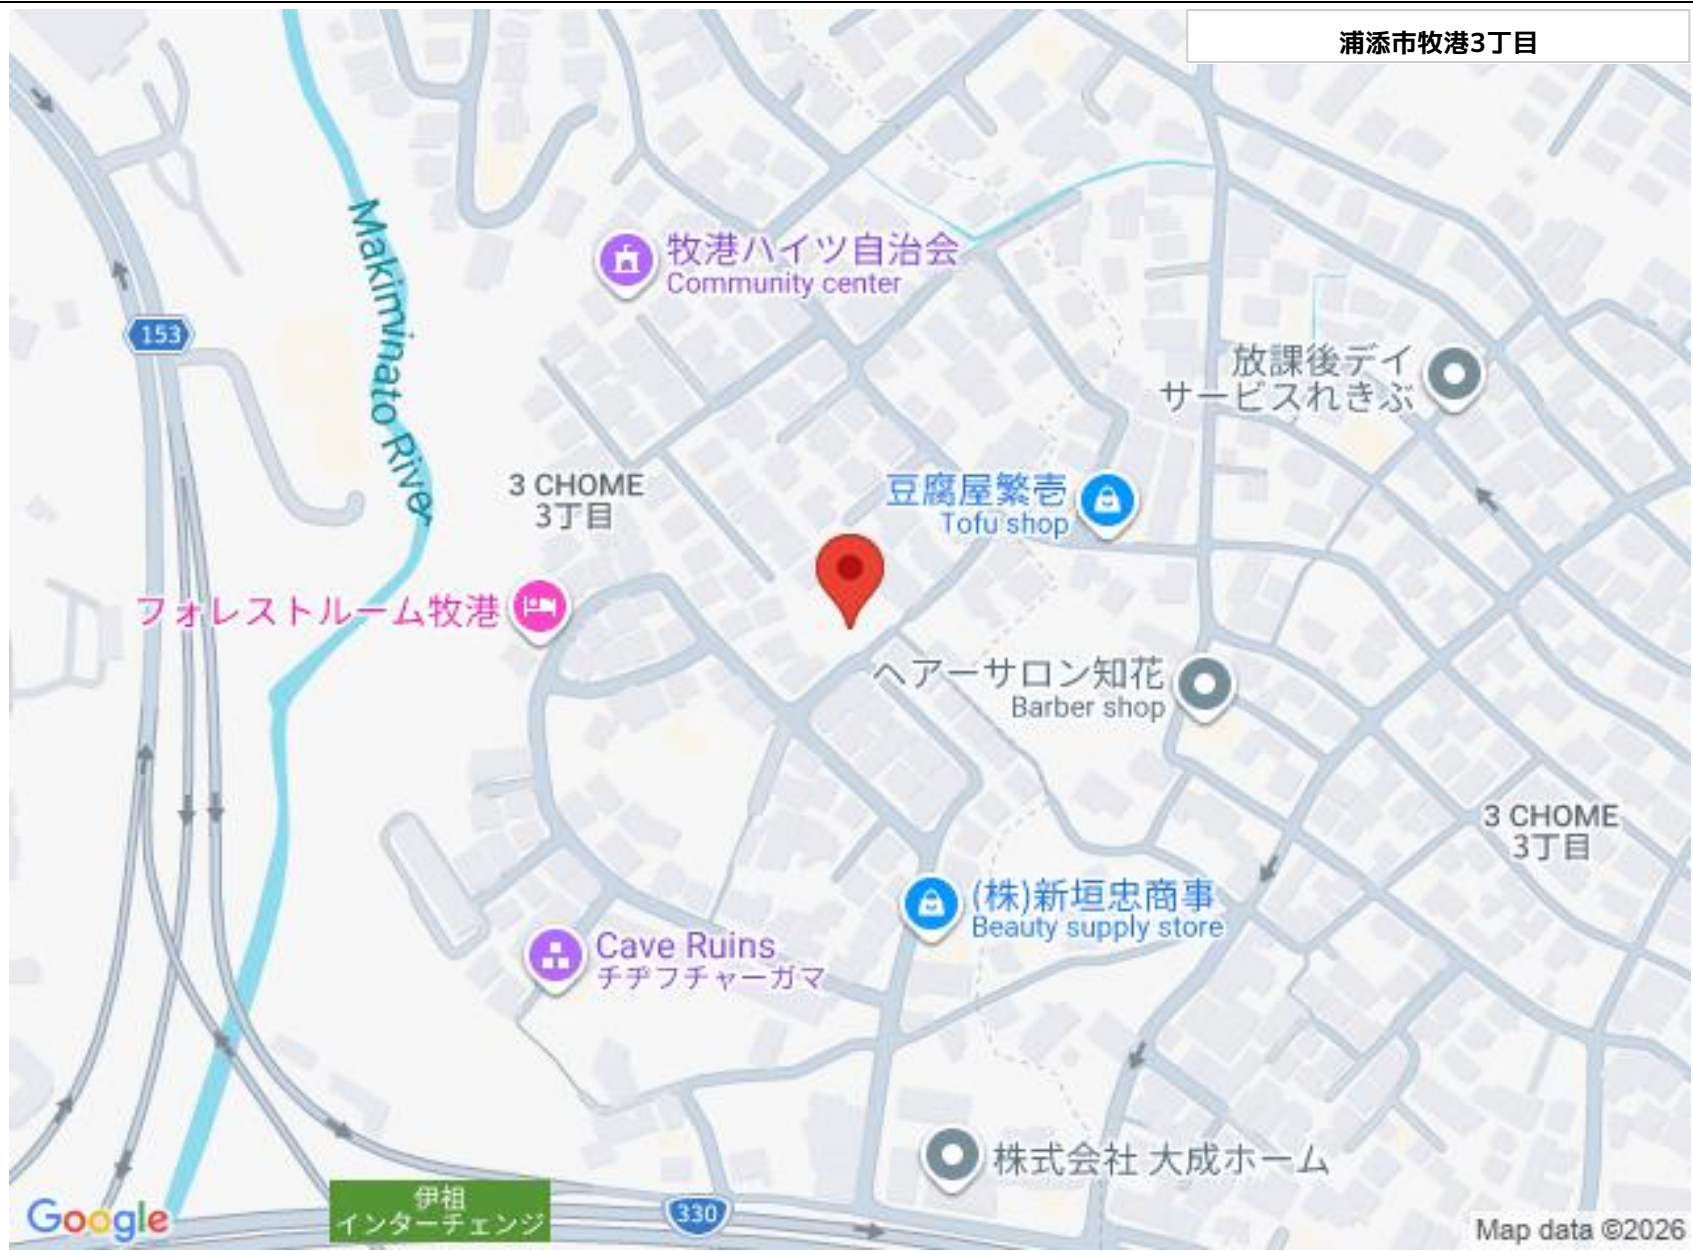 浦添市牧港3丁目
Makiminato River
牧港ハイツ自治会
Community center
153
放課後デイ
サービスれきぶ
3 CHOME
3丁目
豆腐屋繁壱
Tofu shop
フォレストルーム牧港
ヘアーサロン知花
Barber shop
3 CHOME
3丁目
(株)新垣忠商事
Beauty supply store
Cave Ruins
チヂフチャーガマ
株式会社 大成ホーム
伊祖
インターチェンジ
330
Google
Map data ©2026